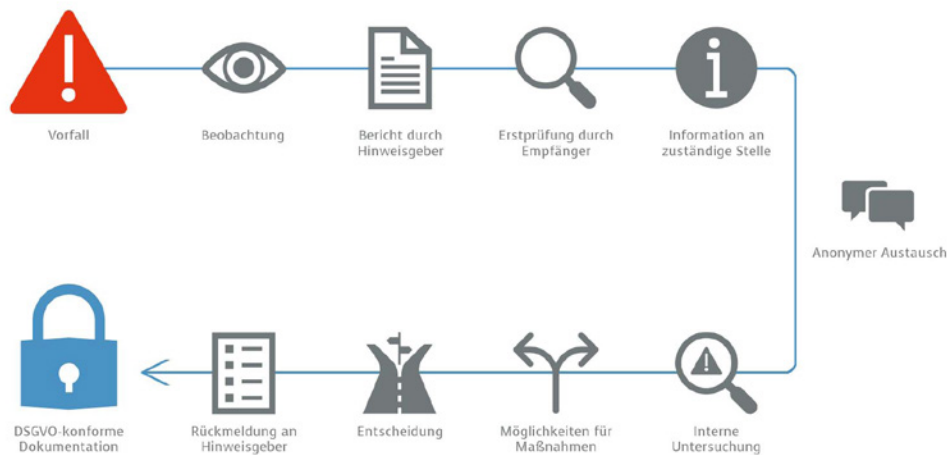 Vorfall
Beobachtung
Bericht durch
Hinweisgeber
Erstprüfung durch
Empfänger
Information an
zuständige Stelle
Anonymer Austausch
DSGVO-konforme
Dokumentation
Rückmeldung an
Hinweisgeber
Entscheidung
Möglichkeiten für
Maßnahmen
Interne
Untersuchung